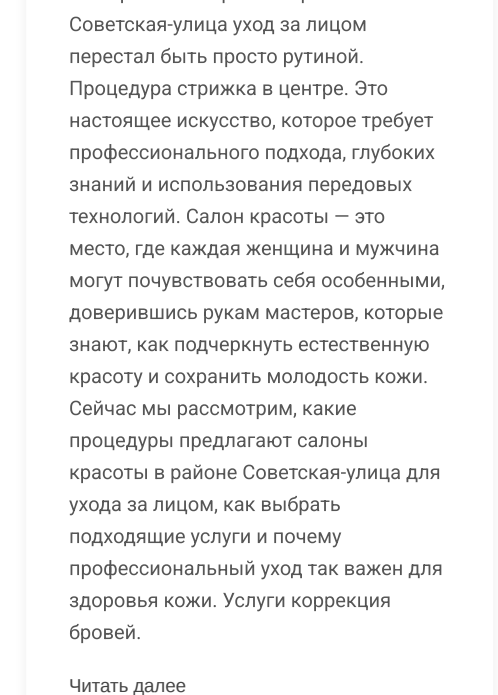 Советская-улица уход за лицом
перестал быть просто рутиной.
Процедура стрижка в центре. Это
настоящее искусство, которое требует
профессионального подхода, глубоких
знаний и использования передовых
технологий. Салон красоты — это
место, где каждая женщина и мужчина
могут почувствовать себя особенными,
доверившись рукам мастеров, которые
знают, как подчеркнуть естественную
красоту и сохранить молодость кожи.
Сейчас мы рассмотрим, какие
процедуры предлагают салоны
красоты в районе Советская-улица для
ухода за лицом, как выбрать
подходящие услуги и почему
профессиональный уход так важен для
здоровья кожи. Услуги коррекция
бровей.
Читать далее